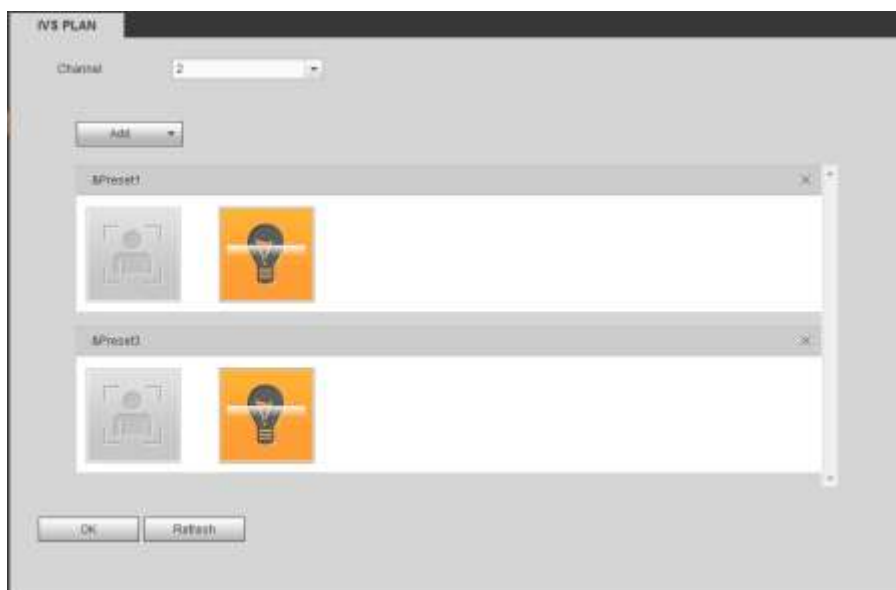 IVS PLAN
Channel 2
Add
&Preset1
&Preset3
OK Refresh